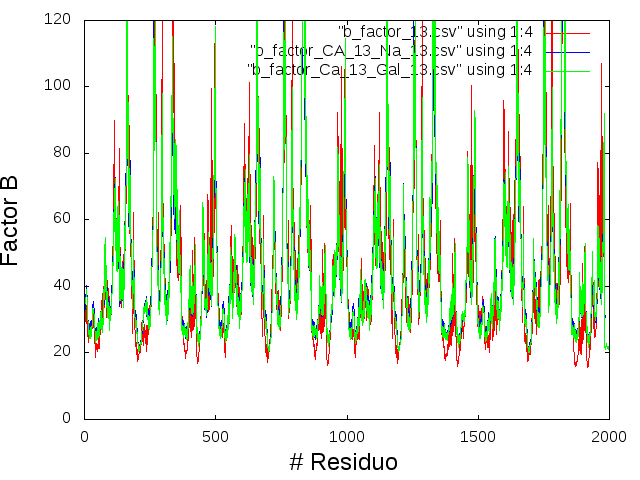 120
"b_factor_13.csv" using 1:4
"b_factor_CA_13_Na_13.csv" using 1:4
"b_factor_Ca_13_Gal_13.csv" using 1:4
100
80
60
40
20
0
Factor B
0 500 1000 1500 2000
# Residuo